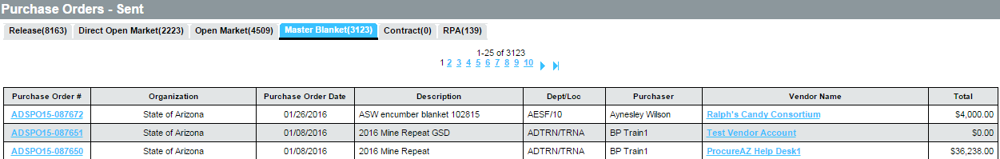 Purchase Orders - Sent
Release(8163) Direct Open Market(2223) Open Market(4509) Master Blanket(3123) Contract(0) RPA(139)
1-25 of 3123
1 2 3 4 5 6 7 8 9 10
Purchase Order # Organization Purchase Order Date Description Dept/Loc Purchaser Vendor Name Total
ADSPO15-087672 State of Arizona 01/26/2016 ASW encumber blanket 102815 AESF/10 Aynesley Wilson Ralph's Candy Consortium $4,000.00
ADSPO15-087651 State of Arizona 01/08/2016 2016 Mine Repeat GSD ADTRN/TRNA BP Train1 Test Vendor Account $0.00
ADSPO15-087650 State of Arizona 01/08/2016 2016 Mine Repeat ADTRN/TRNA BP Train1 ProcureAZ Help Desk1 $36,238.00